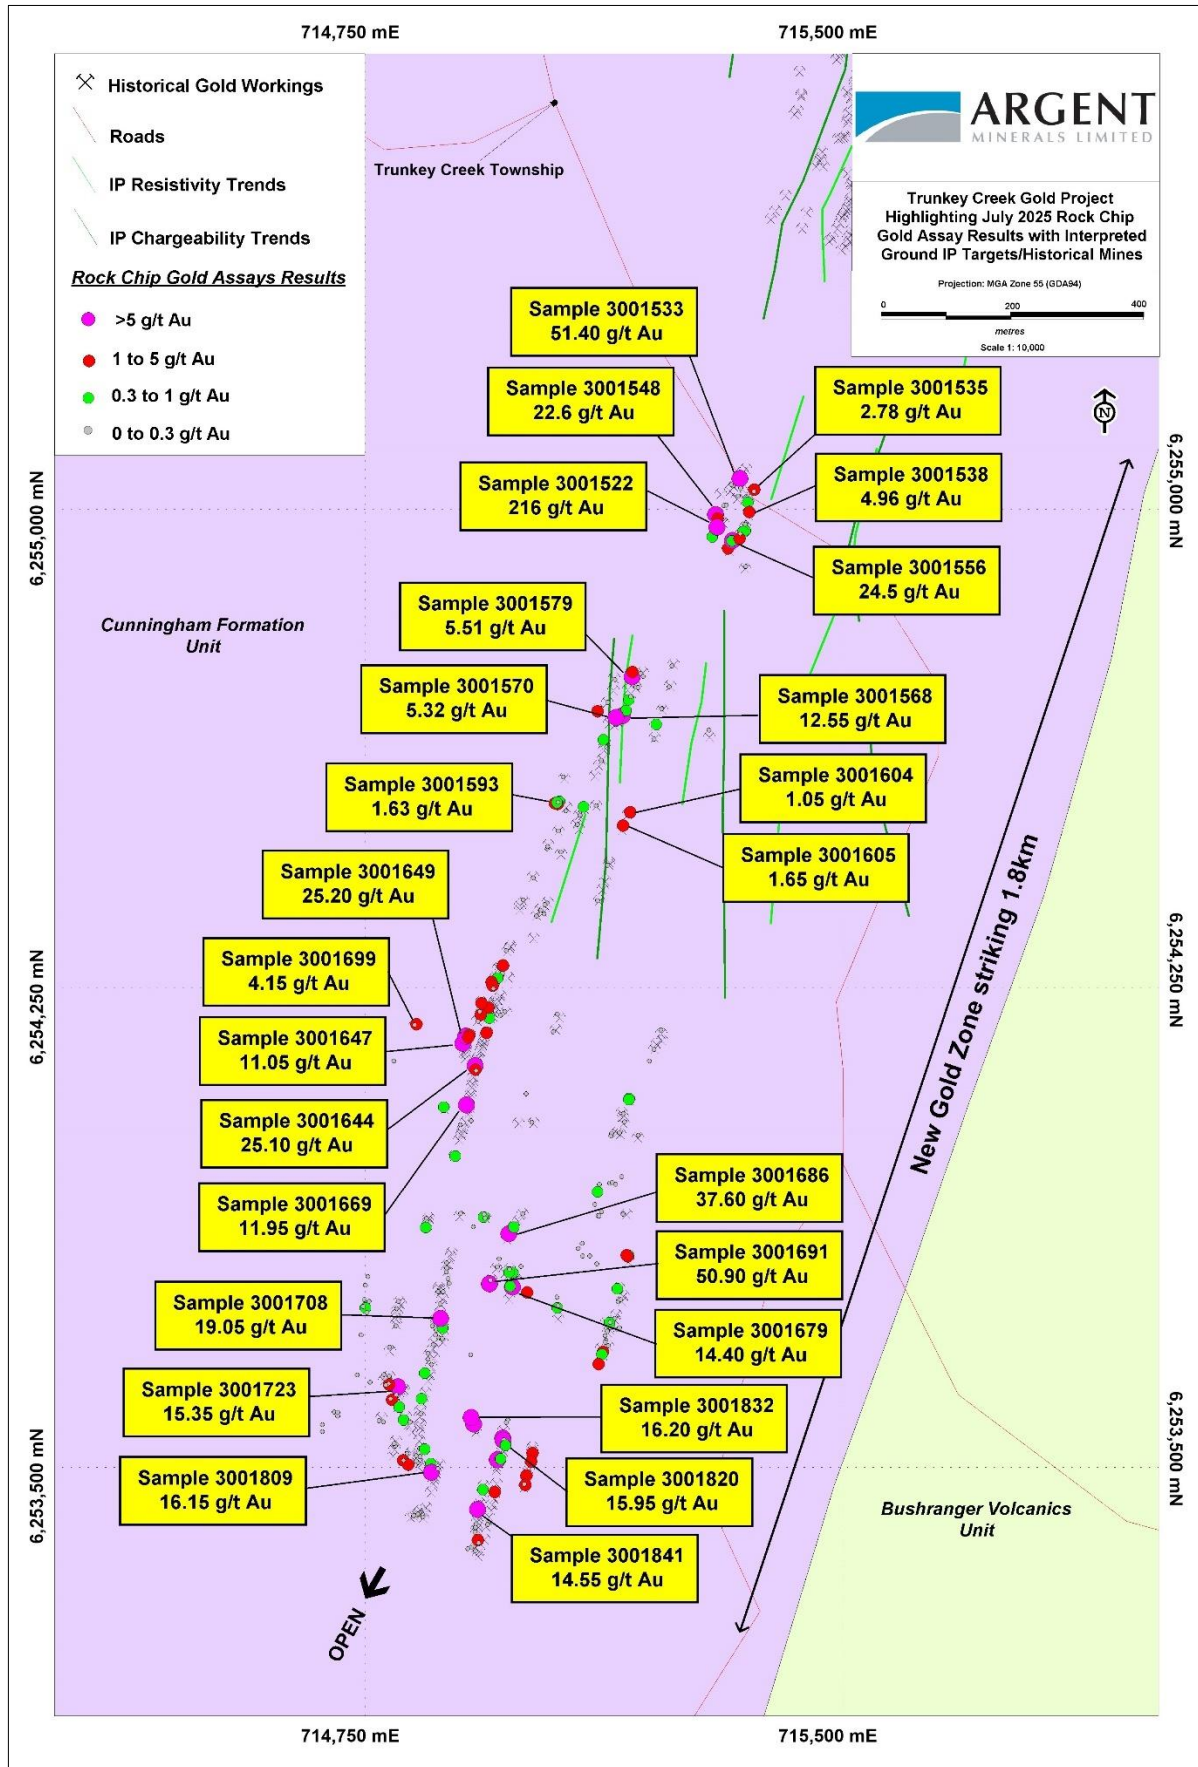 714,750 mE
715,500 mE
Historical Gold Workings
Roads
IP Resistivity Trends
IP Chargeability Trends
Rock Chip Gold Assays Results
>5 g/t Au
1 to 5 g/t Au
0.3 to 1 g/t Au
0 to 0.3 g/t Au
Trunkey Creek Township
ARGENT
MINERALS LIMITED
Trunkey Creek Gold Project
Highlighting July 2025 Rock Chip
Gold Assay Results with Interpreted
Ground IP Targets/Historical Mines
Projection: MGA Zone 55 (GDA94)
0 200 400
metres
Scale 1: 10,000
N
Sample 3001533
51.40 g/t Au
Sample 3001548
22.6 g/t Au
Sample 3001535
2.78 g/t Au
Sample 3001522
216 g/t Au
Sample 3001538
4.96 g/t Au
6,255,000 mN
6,255,000 mN
Sample 3001556
24.5 g/t Au
Cunningham Formation
Unit
Sample 3001579
5.51 g/t Au
Sample 3001570
5.32 g/t Au
Sample 3001568
12.55 g/t Au
Sample 3001593
1.63 g/t Au
Sample 3001604
1.05 g/t Au
Sample 3001605
1.65 g/t Au
Sample 3001649
25.20 g/t Au
New Gold Zone striking 1.8km
Sample 3001699
4.15 g/t Au
6,254,250 mN
6,254,250 mN
Sample 3001647
11.05 g/t Au
Sample 3001644
25.10 g/t Au
Sample 3001669
11.95 g/t Au
Sample 3001686
37.60 g/t Au
Sample 3001691
50.90 g/t Au
Sample 3001708
19.05 g/t Au
Sample 3001679
14.40 g/t Au
Sample 3001723
15.35 g/t Au
Sample 3001832
16.20 g/t Au
6,253,500 mN
6,253,500 mN
Sample 3001809
16.15 g/t Au
Sample 3001820
15.95 g/t Au
Bushranger Volcanics
Unit
Sample 3001841
14.55 g/t Au
OPEN
714,750 mE
715,500 mE